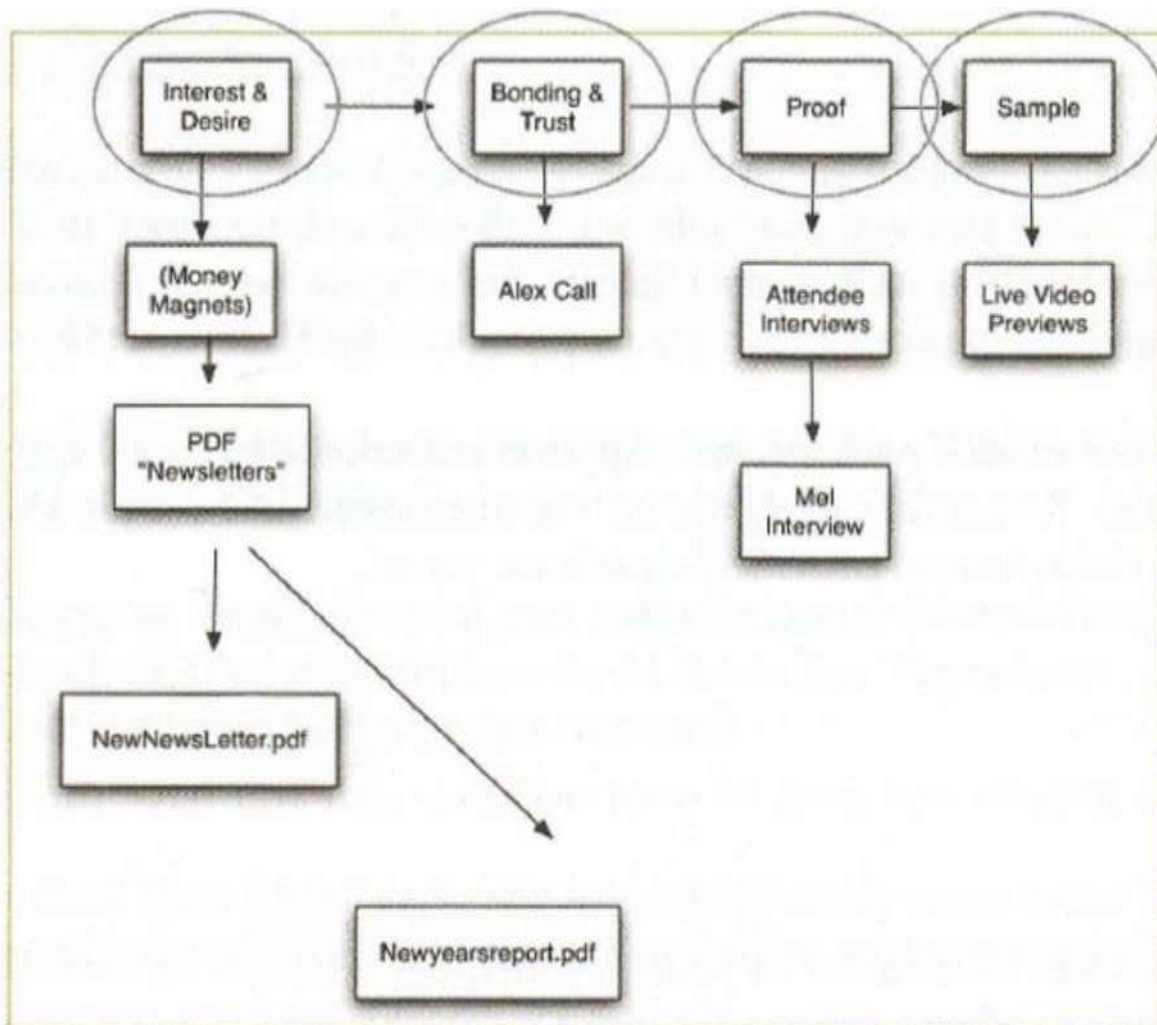 Interest &
Desire
Bonding &
Trust
Proof
Sample
(Money
Magnets)
Alex Call
Attendee
Interviews
Live Video
Previews
PDF
"Newsletters"
Mel
Interview
NewNewsLetter.pdf
Newyearsreport.pdf